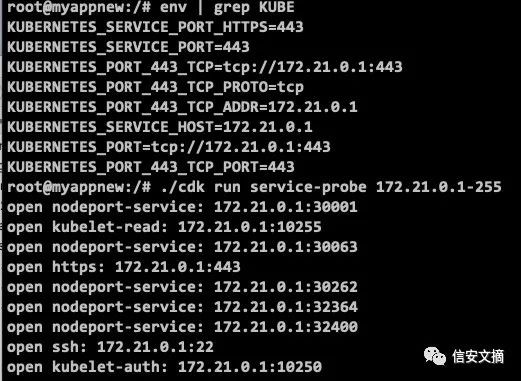 root@myappnew:/# env | grep KUBE
KUBERNETES_SERVICE_PORT_HTTPS=443
KUBERNETES_SERVICE_PORT=443
KUBERNETES_PORT_443_TCP=tcp://172.21.0.1:443
KUBERNETES_PORT_443_TCP_PROTO=tcp
KUBERNETES_PORT_443_TCP_ADDR=172.21.0.1
KUBERNETES_SERVICE_HOST=172.21.0.1
KUBERNETES_PORT=tcp://172.21.0.1:443
KUBERNETES_PORT_443_TCP_PORT=443
root@myappnew:/# ./cdk run service-probe 172.21.0.1-255
open nodeport-service: 172.21.0.1:30001
open kubelet-read: 172.21.0.1:10255
open nodeport-service: 172.21.0.1:30063
open https: 172.21.0.1:443
open nodeport-service: 172.21.0.1:30262
open nodeport-service: 172.21.0.1:32364
open nodeport-service: 172.21.0.1:32400
open ssh: 172.21.0.1:22
open kubelet-auth: 172.21.0.1:10250
信安文摘